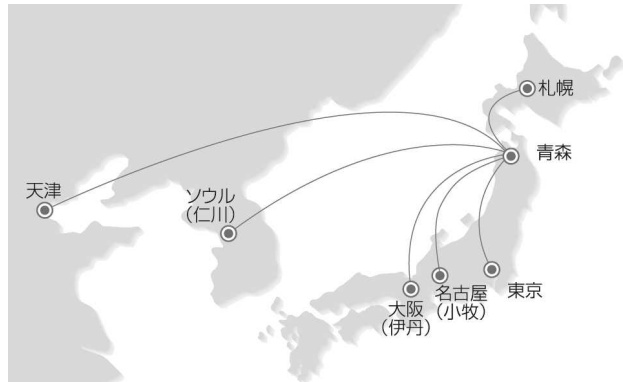 札幌
青森
天津
ソウル
（仁川）
東京
名古屋
（小牧）
大阪
（伊丹）